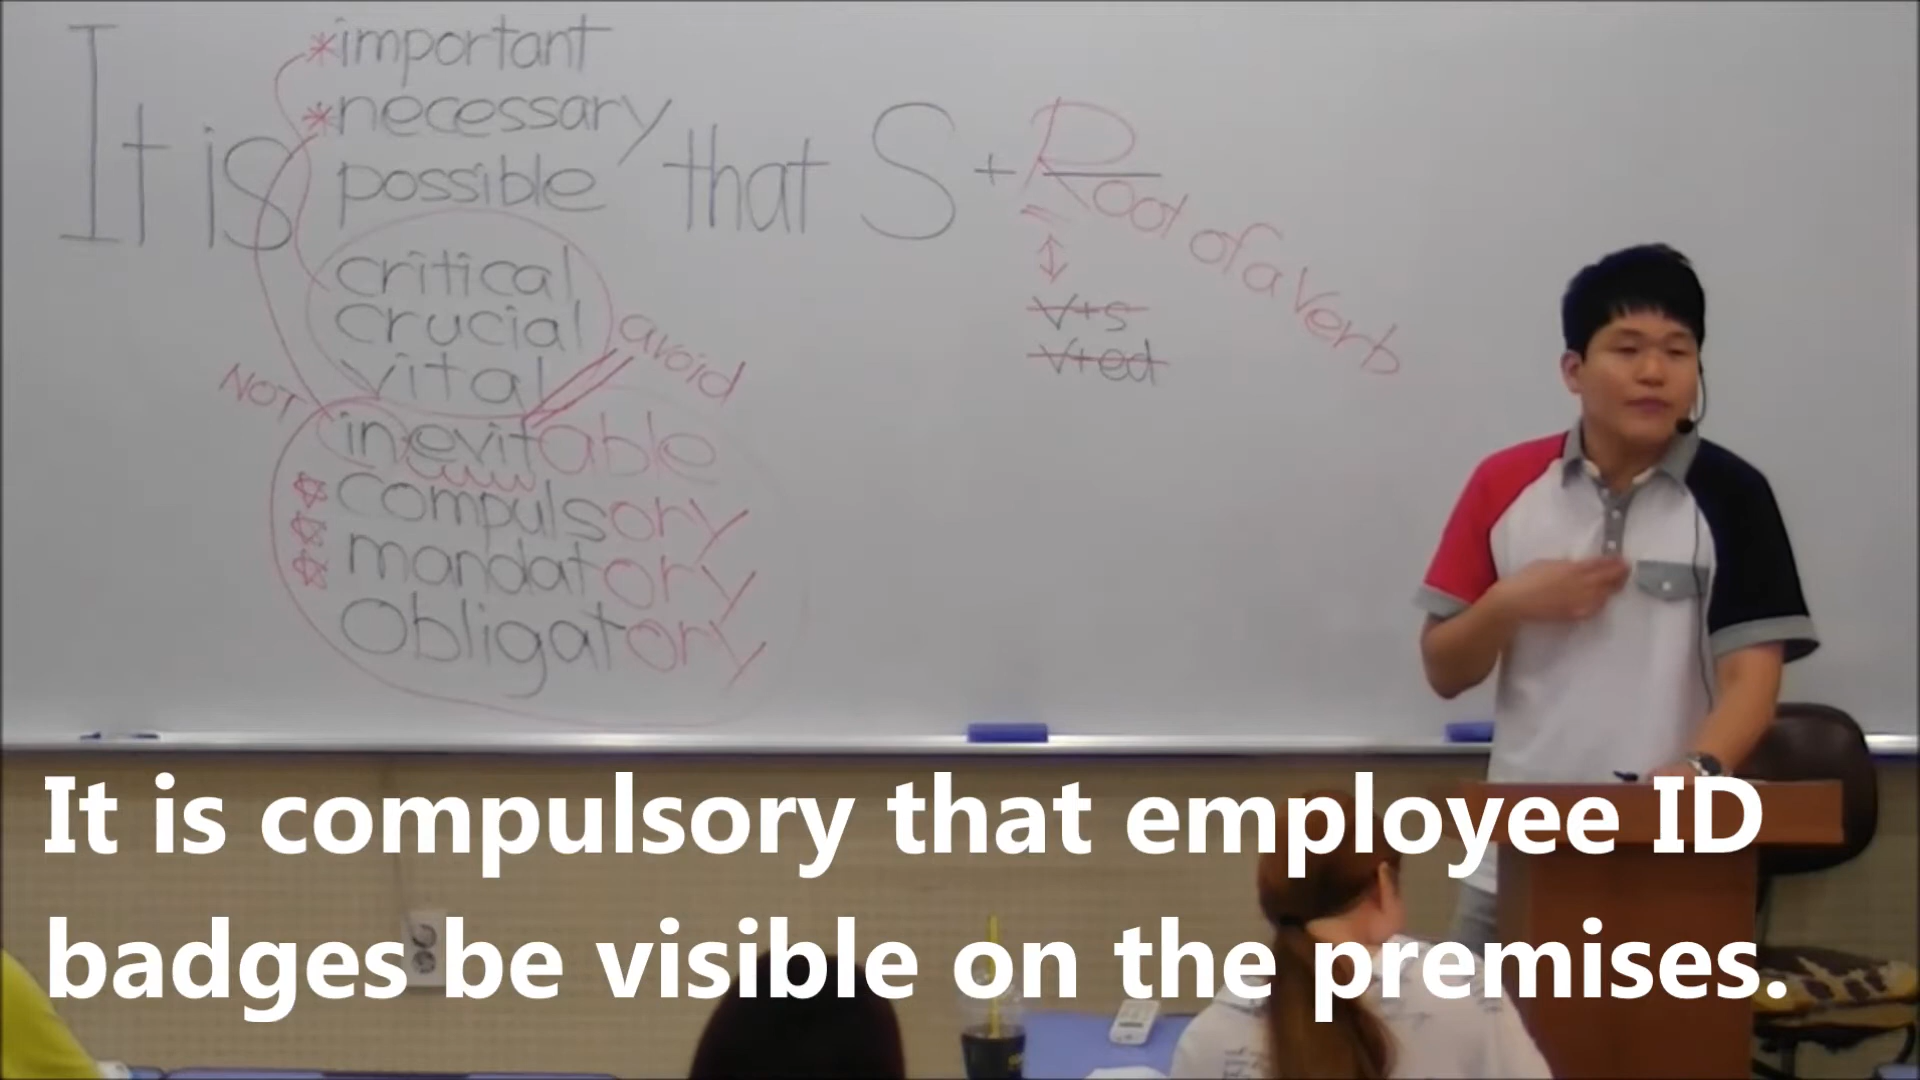 *important
*necessary
It is possible that S + Root of a Verb
critical
crucial
vital
avoid
V+s
V+ed
NOT
inevitable
compulsory
mandatory
Obligatory
It is compulsory that employee ID
badges be visible on the premises.